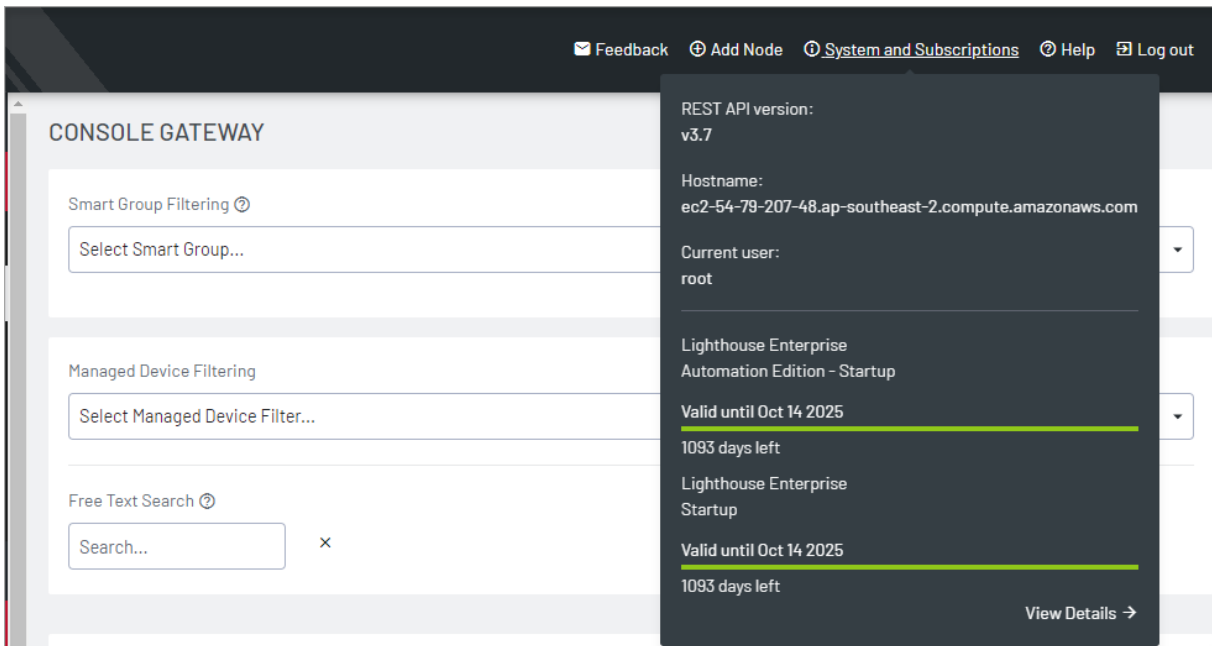 Feedback Add Node System and Subscriptions Help Log out
CONSOLE GATEWAY
Smart Group Filtering
Select Smart Group...
Managed Device Filtering
Select Managed Device Filter...
Free Text Search
Search...
REST API version:
v3.7
Hostname:
ec2-54-79-207-48.ap-southeast-2.compute.amazonaws.com
Current user:
root
Lighthouse Enterprise
Automation Edition - Startup
Valid until Oct 14 2025
1093 days left
Lighthouse Enterprise
Startup
Valid until Oct 14 2025
1093 days left
View Details